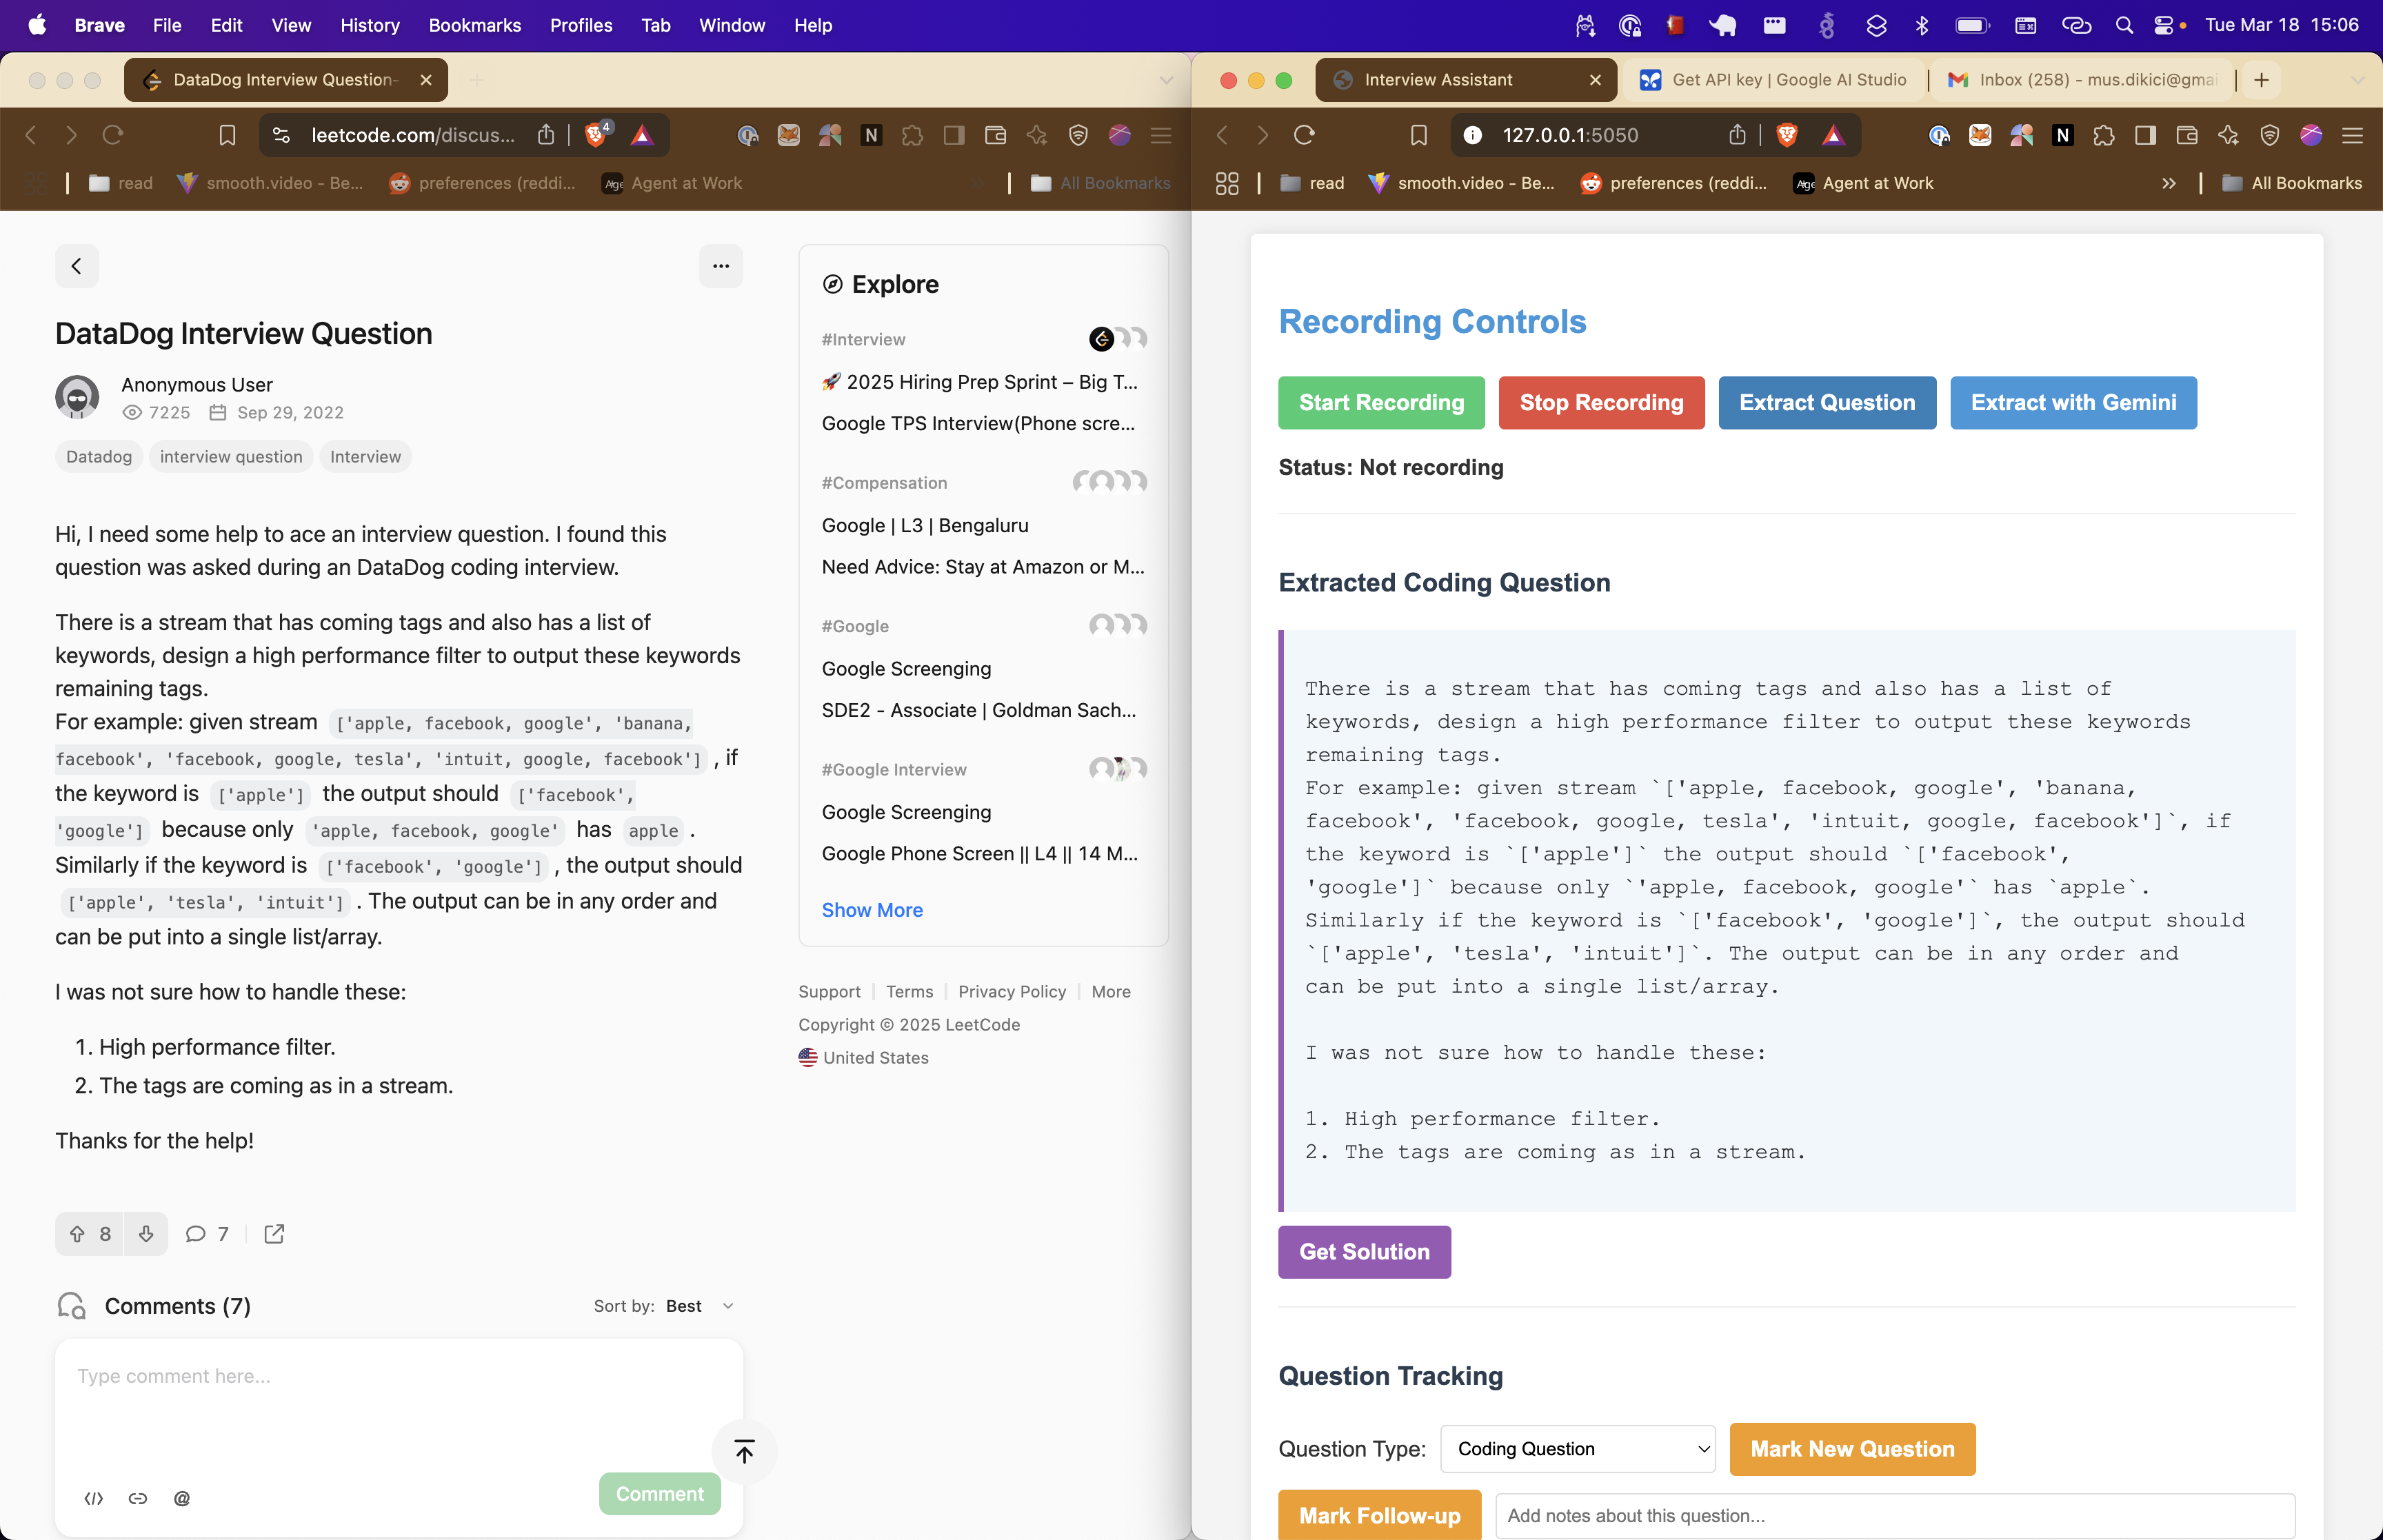 Brave File Edit View History Bookmarks Profiles Tab Window Help
Tue Mar 18 15:06
DataDog Interview Question-
leetcode.com/discus...
4
N
read
smooth.video - Be...
preferences (reddi...
Agent at Work
All Bookmarks
DataDog Interview Question
Anonymous User
7225 Sep 29, 2022
Datadog interview question Interview
Hi, I need some help to ace an interview question. I found this
question was asked during an DataDog coding interview.
There is a stream that has coming tags and also has a list of
keywords, design a high performance filter to output these keywords
remaining tags.
For example: given stream ['apple, facebook, google', 'banana,
facebook', 'facebook, google, tesla', 'intuit, google, facebook'] , if
the keyword is ['apple'] the output should ['facebook',
'google'] because only 'apple, facebook, google' has apple .
Similarly if the keyword is ['facebook', 'google'] , the output should
['apple', 'tesla', 'intuit'] . The output can be in any order and
can be put into a single list/array.
I was not sure how to handle these:
1. High performance filter.
2. The tags are coming as in a stream.
Thanks for the help!
8
7
Comments (7)
Sort by: Best
Type comment here...
</> @
Comment
Explore
#Interview
🚀 2025 Hiring Prep Sprint – Big T...
Google TPS Interview(Phone scre...
#Compensation
Google | L3 | Bengaluru
Need Advice: Stay at Amazon or M...
#Google
Google Screenging
SDE2 - Associate | Goldman Sach...
#Google Interview
Google Screenging
Google Phone Screen || L4 || 14 M...
Show More
Support Terms Privacy Policy More
Copyright © 2025 LeetCode
United States
Interview Assistant
Get API key | Google AI Studio
Inbox (258) - mus.dikici@gmai
127.0.0.1:5050
N
read
smooth.video - Be...
preferences (reddi...
Agent at Work
All Bookmarks
Recording Controls
Start Recording Stop Recording Extract Question Extract with Gemini
Status: Not recording
Extracted Coding Question
There is a stream that has coming tags and also has a list of
keywords, design a high performance filter to output these keywords
remaining tags.
For example: given stream `['apple, facebook, google', 'banana,
facebook', 'facebook, google, tesla', 'intuit, google, facebook']`, if
the keyword is `['apple']` the output should `['facebook',
'google']` because only `'apple, facebook, google'` has `apple`.
Similarly if the keyword is `['facebook', 'google']`, the output should
`['apple', 'tesla', 'intuit']`. The output can be in any order and
can be put into a single list/array.
I was not sure how to handle these:
1. High performance filter.
2. The tags are coming as in a stream.
Get Solution
Question Tracking
Question Type: Coding Question Mark New Question
Mark Follow-up Add notes about this question...